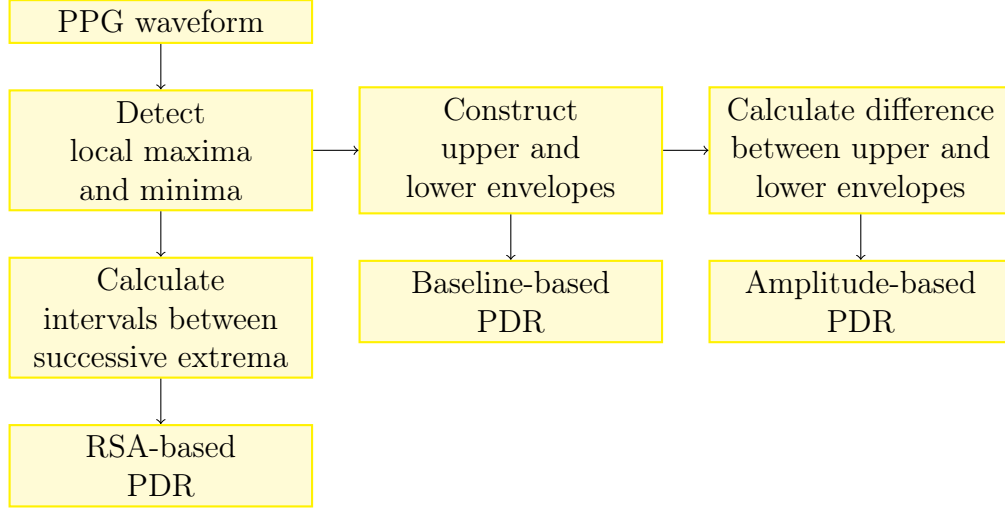 PPG waveform
Detect
local maxima
and minima
Construct
upper and
lower envelopes
Calculate difference
between upper and
lower envelopes
Calculate
intervals between
successive extrema
Baseline-based
PDR
Amplitude-based
PDR
RSA-based
PDR